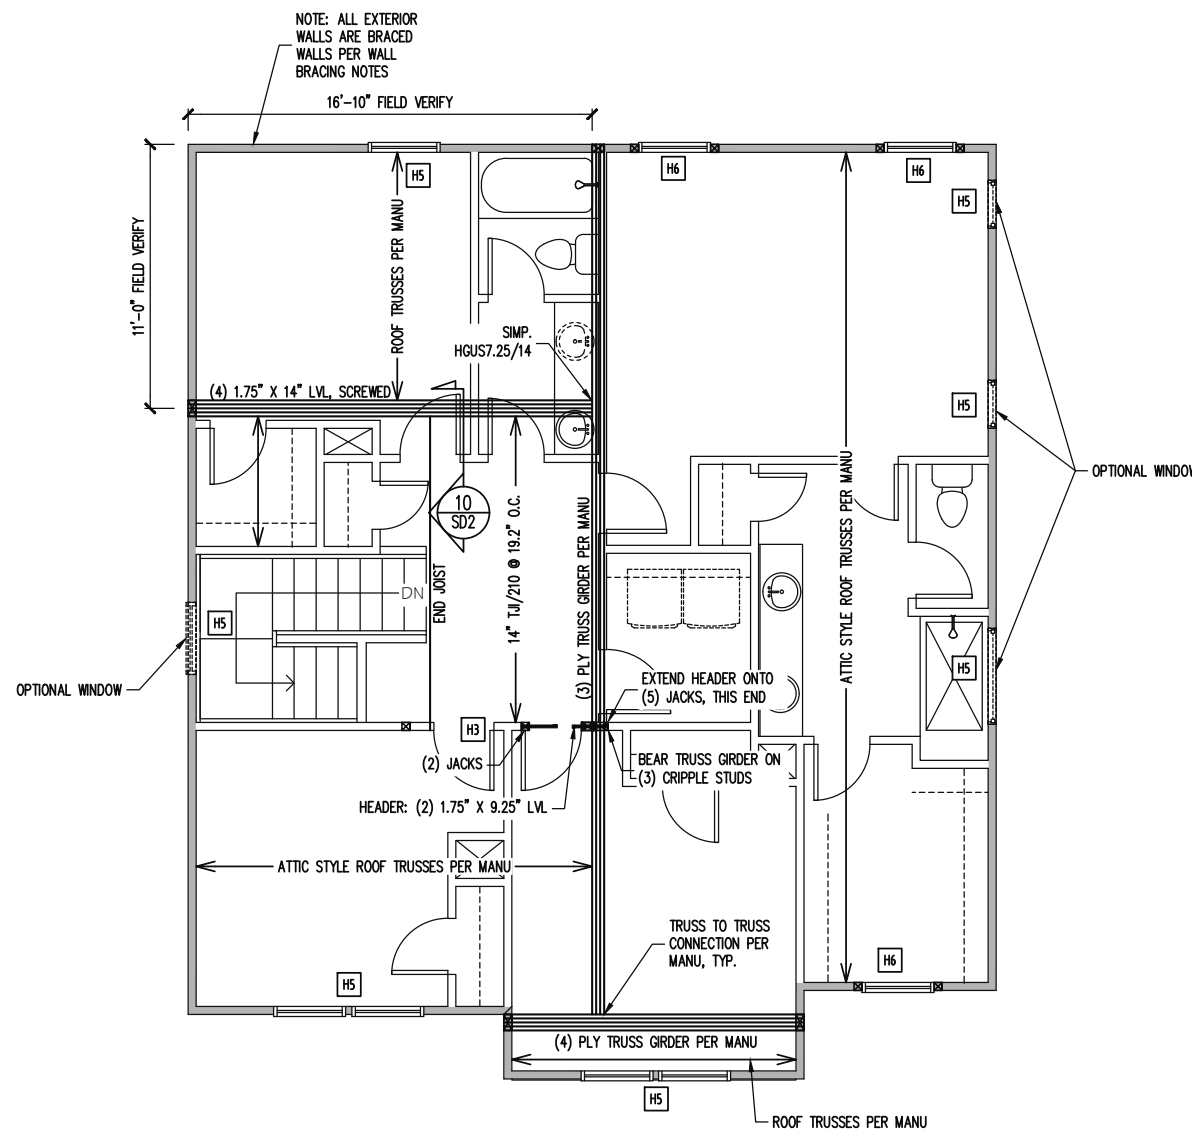 NOTE: ALL EXTERIOR
WALLS ARE BRACED
WALLS PER WALL
BRACING NOTES
16'-10" FIELD VERIFY
11'-0" FIELD VERIFY
H5
H6
H6
H5
ROOF TRUSSES PER MANU
SIMP.
HGUS7.25/14
(4) 1.75" X 14" LVL, SCREWED
H5
OPTIONAL WINDOW
10
SD2
14" TJI/210 @ 19.2" O.C.
(3) PLY TRUSS GIRDER PER MANU
ATTIC STYLE ROOF TRUSSES PER MANU
END JOIST
DN
H5
OPTIONAL WINDOW
H5
EXTEND HEADER ONTO
(5) JACKS, THIS END
H3
(2) JACKS
BEAR TRUSS GIRDER ON
(3) CRIPPLE STUDS
HEADER: (2) 1.75" X 9.25" LVL
ATTIC STYLE ROOF TRUSSES PER MANU
TRUSS TO TRUSS
CONNECTION PER
MANU, TYP.
H6
H5
(4) PLY TRUSS GIRDER PER MANU
H5
ROOF TRUSSES PER MANU